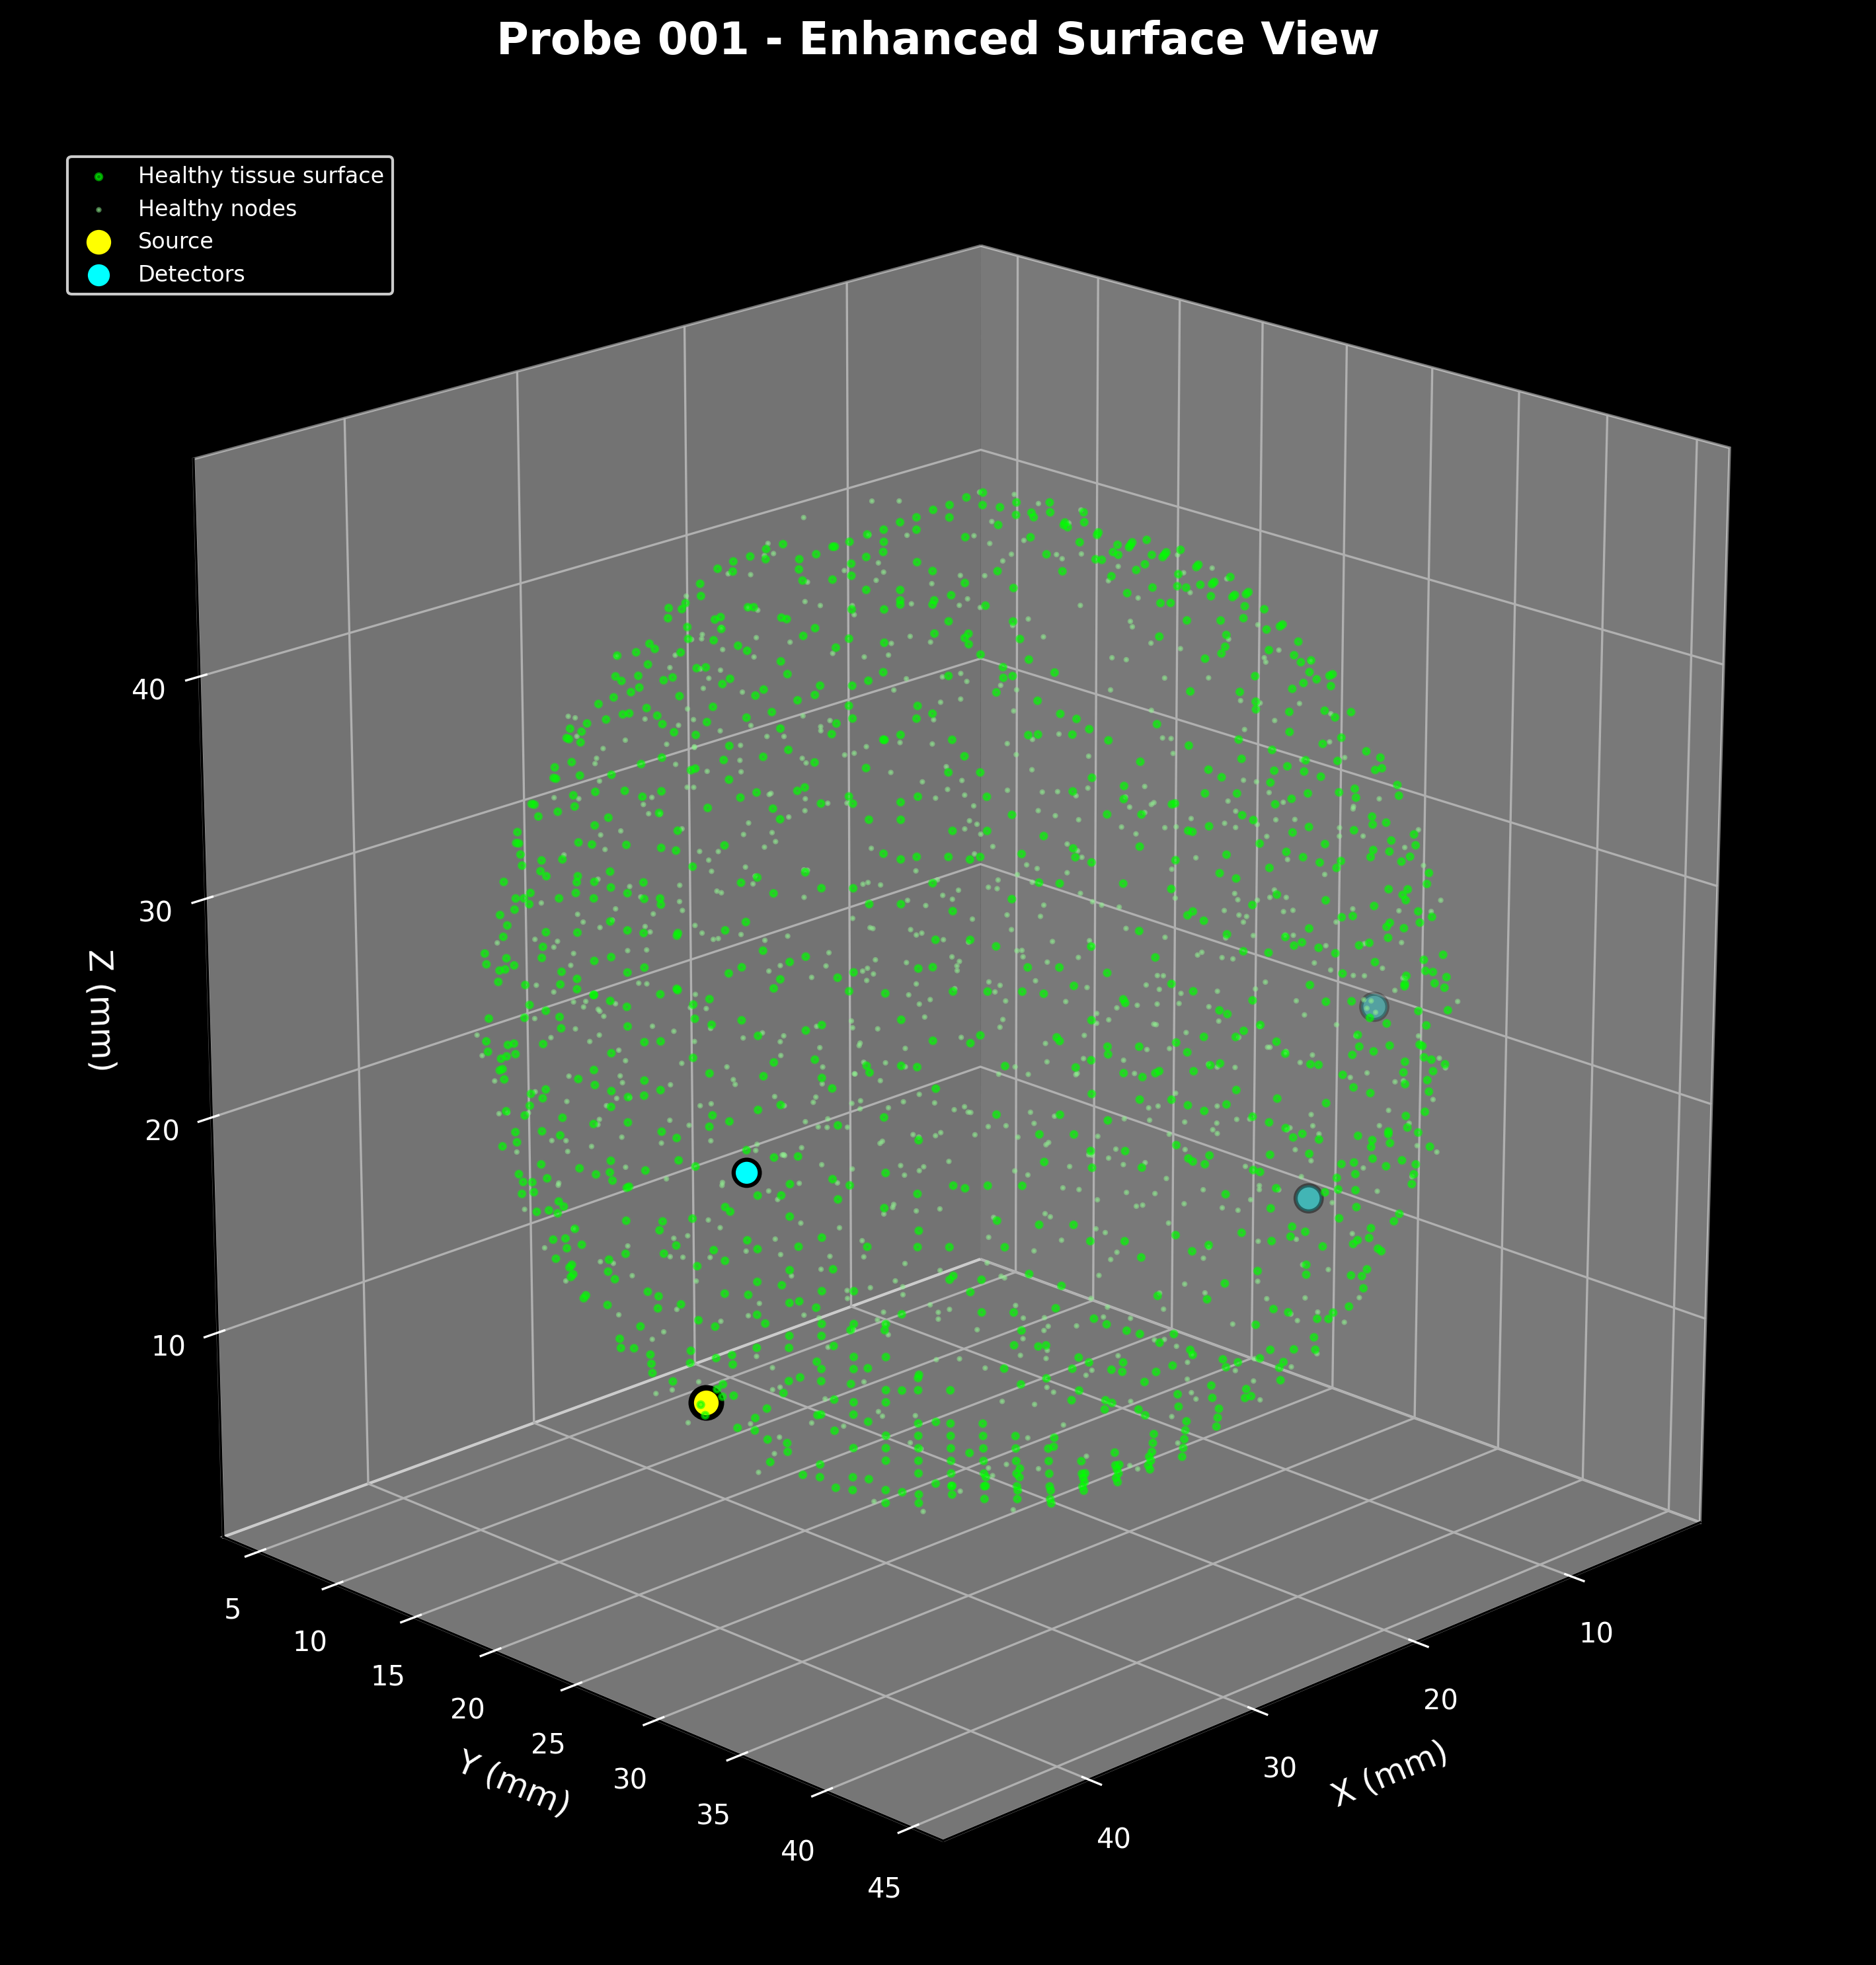 Probe 001 - Enhanced Surface View
Healthy tissue surface
Healthy nodes
Source
Detectors
40
30
20
10
Z (mm)
5
10
15
20
25
30
35
40
45
Y (mm)
10
20
30
40
X (mm)